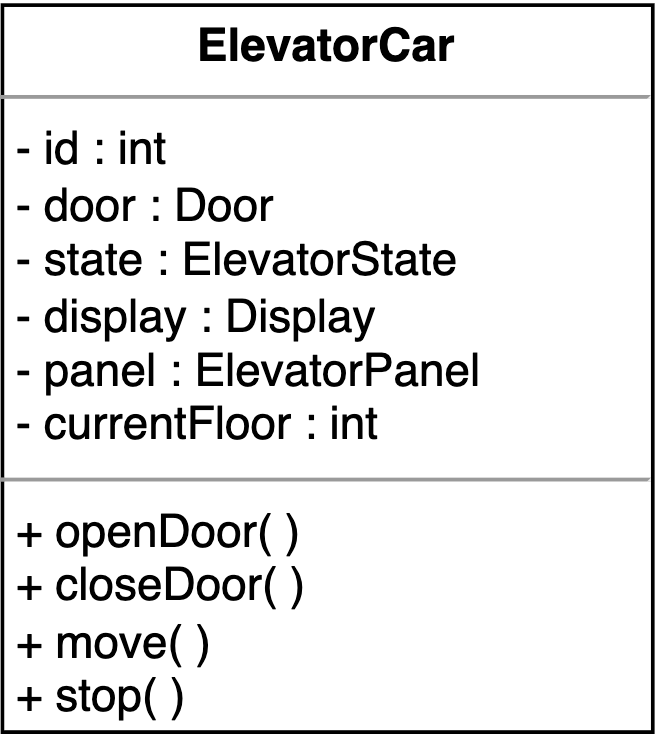 ElevatorCar
- id : int
- door : Door
- state : ElevatorState
- display : Display
- panel : ElevatorPanel
- currentFloor : int
+ openDoor( )
+ closeDoor( )
+ move( )
+ stop( )